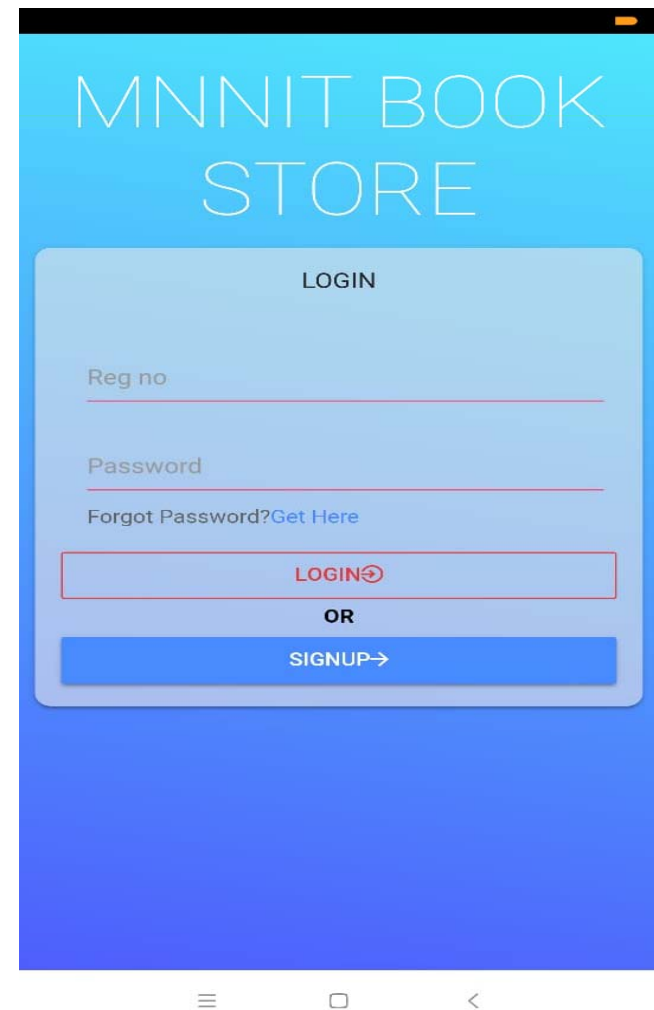 MNNIT BOOK
STORE
LOGIN
Reg no
Password
Forgot Password?Get Here
LOGIN
OR
SIGNUP